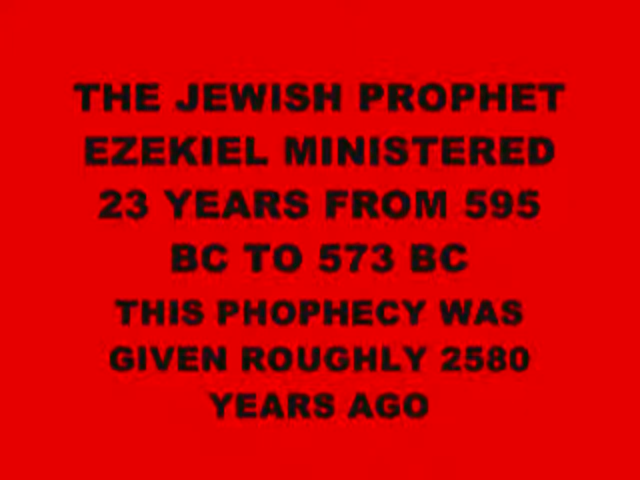 THE JEWISH PROPHET
EZEKIEL MINISTERED
23 YEARS FROM 595
BC TO 573 BC
THIS PHOPHECY WAS
GIVEN ROUGHLY 2580
YEARS AGO